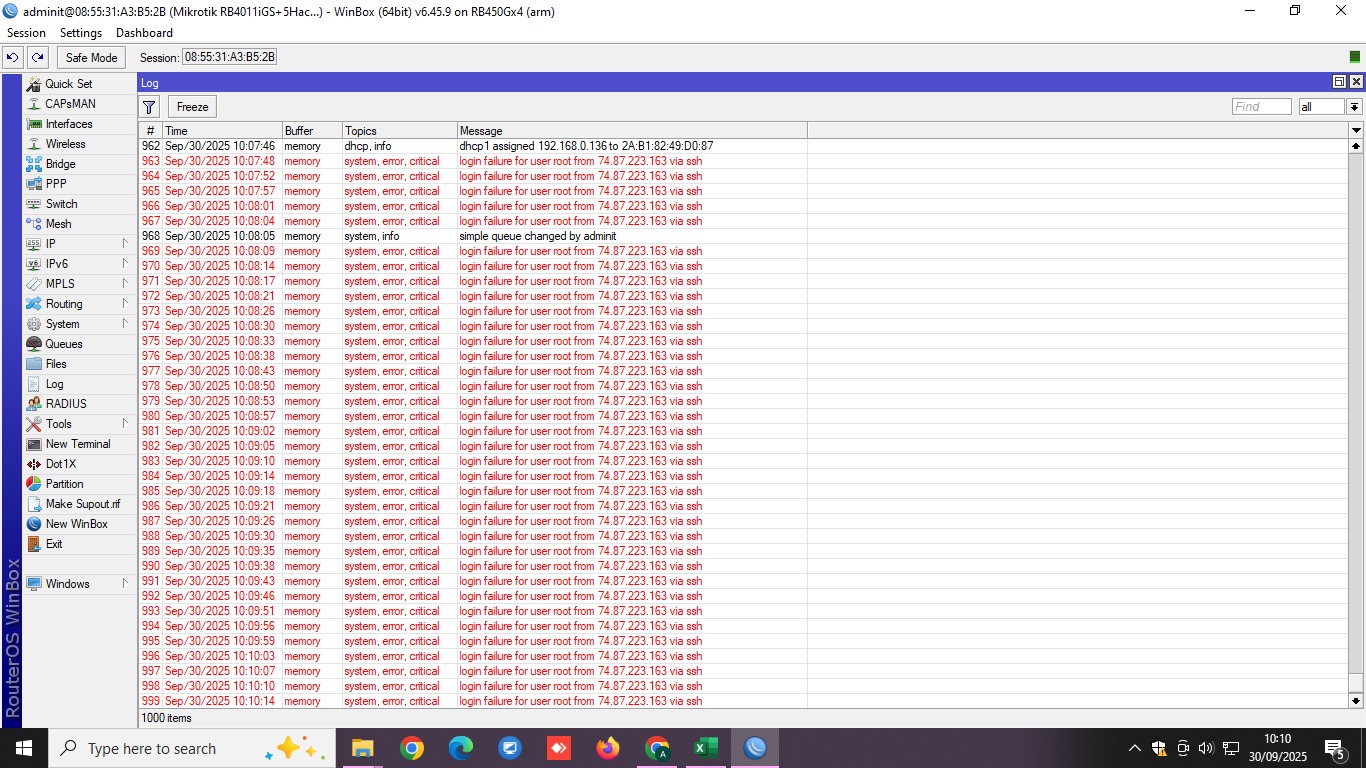 adminit@08:55:31:A3:B5:2B (Mikrotik RB4011iGS+5Hac...) - WinBox (64bit) v6.45.9 on RB450Gx4 (arm)
Session Settings Dashboard
Safe Mode Session: 08:55:31:A3:B5:2B
RouterOS WinBox
Quick Set
CAPsMAN
Interfaces
Wireless
Bridge
PPP
Switch
Mesh
IP
IPv6
MPLS
Routing
System
Queues
Files
Log
RADIUS
Tools
New Terminal
Dot1X
Partition
Make Supout.rif
New WinBox
Exit
Windows
Log
Freeze Find all
# Time Buffer Topics Message
962 Sep/30/2025 10:07:46 memory dhcp, info dhcp1 assigned 192.168.0.136 to 2A:B1:82:49:D0:87
963 Sep/30/2025 10:07:48 memory system, error, critical login failure for user root from 74.87.223.163 via ssh
964 Sep/30/2025 10:07:52 memory system, error, critical login failure for user root from 74.87.223.163 via ssh
965 Sep/30/2025 10:07:57 memory system, error, critical login failure for user root from 74.87.223.163 via ssh
966 Sep/30/2025 10:08:01 memory system, error, critical login failure for user root from 74.87.223.163 via ssh
967 Sep/30/2025 10:08:04 memory system, error, critical login failure for user root from 74.87.223.163 via ssh
968 Sep/30/2025 10:08:05 memory system, info simple queue changed by adminit
969 Sep/30/2025 10:08:09 memory system, error, critical login failure for user root from 74.87.223.163 via ssh
970 Sep/30/2025 10:08:14 memory system, error, critical login failure for user root from 74.87.223.163 via ssh
971 Sep/30/2025 10:08:17 memory system, error, critical login failure for user root from 74.87.223.163 via ssh
972 Sep/30/2025 10:08:21 memory system, error, critical login failure for user root from 74.87.223.163 via ssh
973 Sep/30/2025 10:08:26 memory system, error, critical login failure for user root from 74.87.223.163 via ssh
974 Sep/30/2025 10:08:30 memory system, error, critical login failure for user root from 74.87.223.163 via ssh
975 Sep/30/2025 10:08:33 memory system, error, critical login failure for user root from 74.87.223.163 via ssh
976 Sep/30/2025 10:08:38 memory system, error, critical login failure for user root from 74.87.223.163 via ssh
977 Sep/30/2025 10:08:43 memory system, error, critical login failure for user root from 74.87.223.163 via ssh
978 Sep/30/2025 10:08:50 memory system, error, critical login failure for user root from 74.87.223.163 via ssh
979 Sep/30/2025 10:08:53 memory system, error, critical login failure for user root from 74.87.223.163 via ssh
980 Sep/30/2025 10:08:57 memory system, error, critical login failure for user root from 74.87.223.163 via ssh
981 Sep/30/2025 10:09:02 memory system, error, critical login failure for user root from 74.87.223.163 via ssh
982 Sep/30/2025 10:09:05 memory system, error, critical login failure for user root from 74.87.223.163 via ssh
983 Sep/30/2025 10:09:10 memory system, error, critical login failure for user root from 74.87.223.163 via ssh
984 Sep/30/2025 10:09:14 memory system, error, critical login failure for user root from 74.87.223.163 via ssh
985 Sep/30/2025 10:09:18 memory system, error, critical login failure for user root from 74.87.223.163 via ssh
986 Sep/30/2025 10:09:21 memory system, error, critical login failure for user root from 74.87.223.163 via ssh
987 Sep/30/2025 10:09:26 memory system, error, critical login failure for user root from 74.87.223.163 via ssh
988 Sep/30/2025 10:09:30 memory system, error, critical login failure for user root from 74.87.223.163 via ssh
989 Sep/30/2025 10:09:35 memory system, error, critical login failure for user root from 74.87.223.163 via ssh
990 Sep/30/2025 10:09:38 memory system, error, critical login failure for user root from 74.87.223.163 via ssh
991 Sep/30/2025 10:09:43 memory system, error, critical login failure for user root from 74.87.223.163 via ssh
992 Sep/30/2025 10:09:46 memory system, error, critical login failure for user root from 74.87.223.163 via ssh
993 Sep/30/2025 10:09:51 memory system, error, critical login failure for user root from 74.87.223.163 via ssh
994 Sep/30/2025 10:09:56 memory system, error, critical login failure for user root from 74.87.223.163 via ssh
995 Sep/30/2025 10:09:59 memory system, error, critical login failure for user root from 74.87.223.163 via ssh
996 Sep/30/2025 10:10:03 memory system, error, critical login failure for user root from 74.87.223.163 via ssh
997 Sep/30/2025 10:10:07 memory system, error, critical login failure for user root from 74.87.223.163 via ssh
998 Sep/30/2025 10:10:10 memory system, error, critical login failure for user root from 74.87.223.163 via ssh
999 Sep/30/2025 10:10:14 memory system, error, critical login failure for user root from 74.87.223.163 via ssh
1000 items
Type here to search
10:10
30/09/2025
5